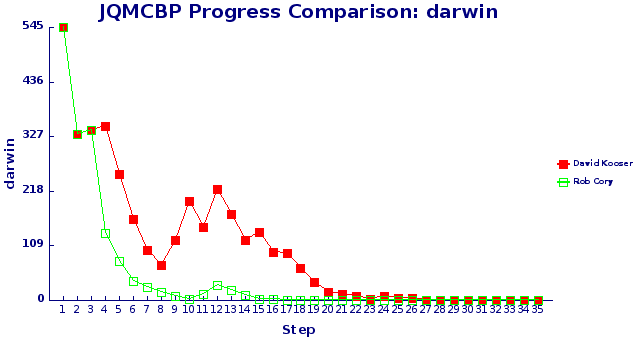 JQMCBP Progress Comparison: darwin
545
436
327
218
109
0
darwin
1 2 3 4 5 6 7 8 9 10 11 12 13 14 15 16 17 18 19 20 21 22 23 24 25 26 27 28 29 30 31 32 33 34 35
Step
David Kooser
Rob Cory